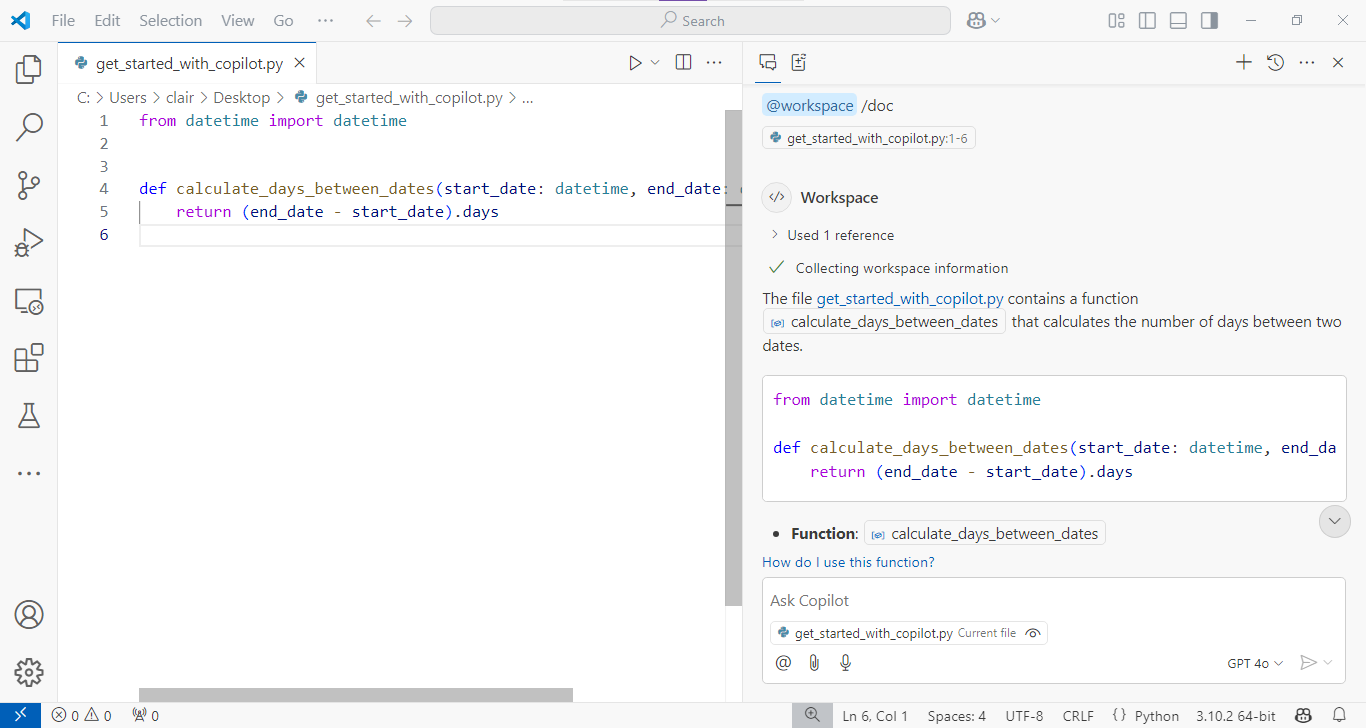 File Edit Selection View Go ··· Search
get_started_with_copilot.py
C: > Users > clair > Desktop > get_started_with_copilot.py > ...
1 from datetime import datetime
2
3
4 def calculate_days_between_dates(start_date: datetime, end_date:
5 return (end_date - start_date).days
6
@workspace /doc
get_started_with_copilot.py:1-6
Workspace
Used 1 reference
Collecting workspace information
The file get_started_with_copilot.py contains a function
calculate_days_between_dates that calculates the number of days between two
dates.
from datetime import datetime
def calculate_days_between_dates(start_date: datetime, end_da
return (end_date - start_date).days
• Function: calculate_days_between_dates
How do I use this function?
Ask Copilot
get_started_with_copilot.py Current file
@ GPT 4o
0 0 0 Ln 6, Col 1 Spaces: 4 UTF-8 CRLF {} Python 3.10.2 64-bit